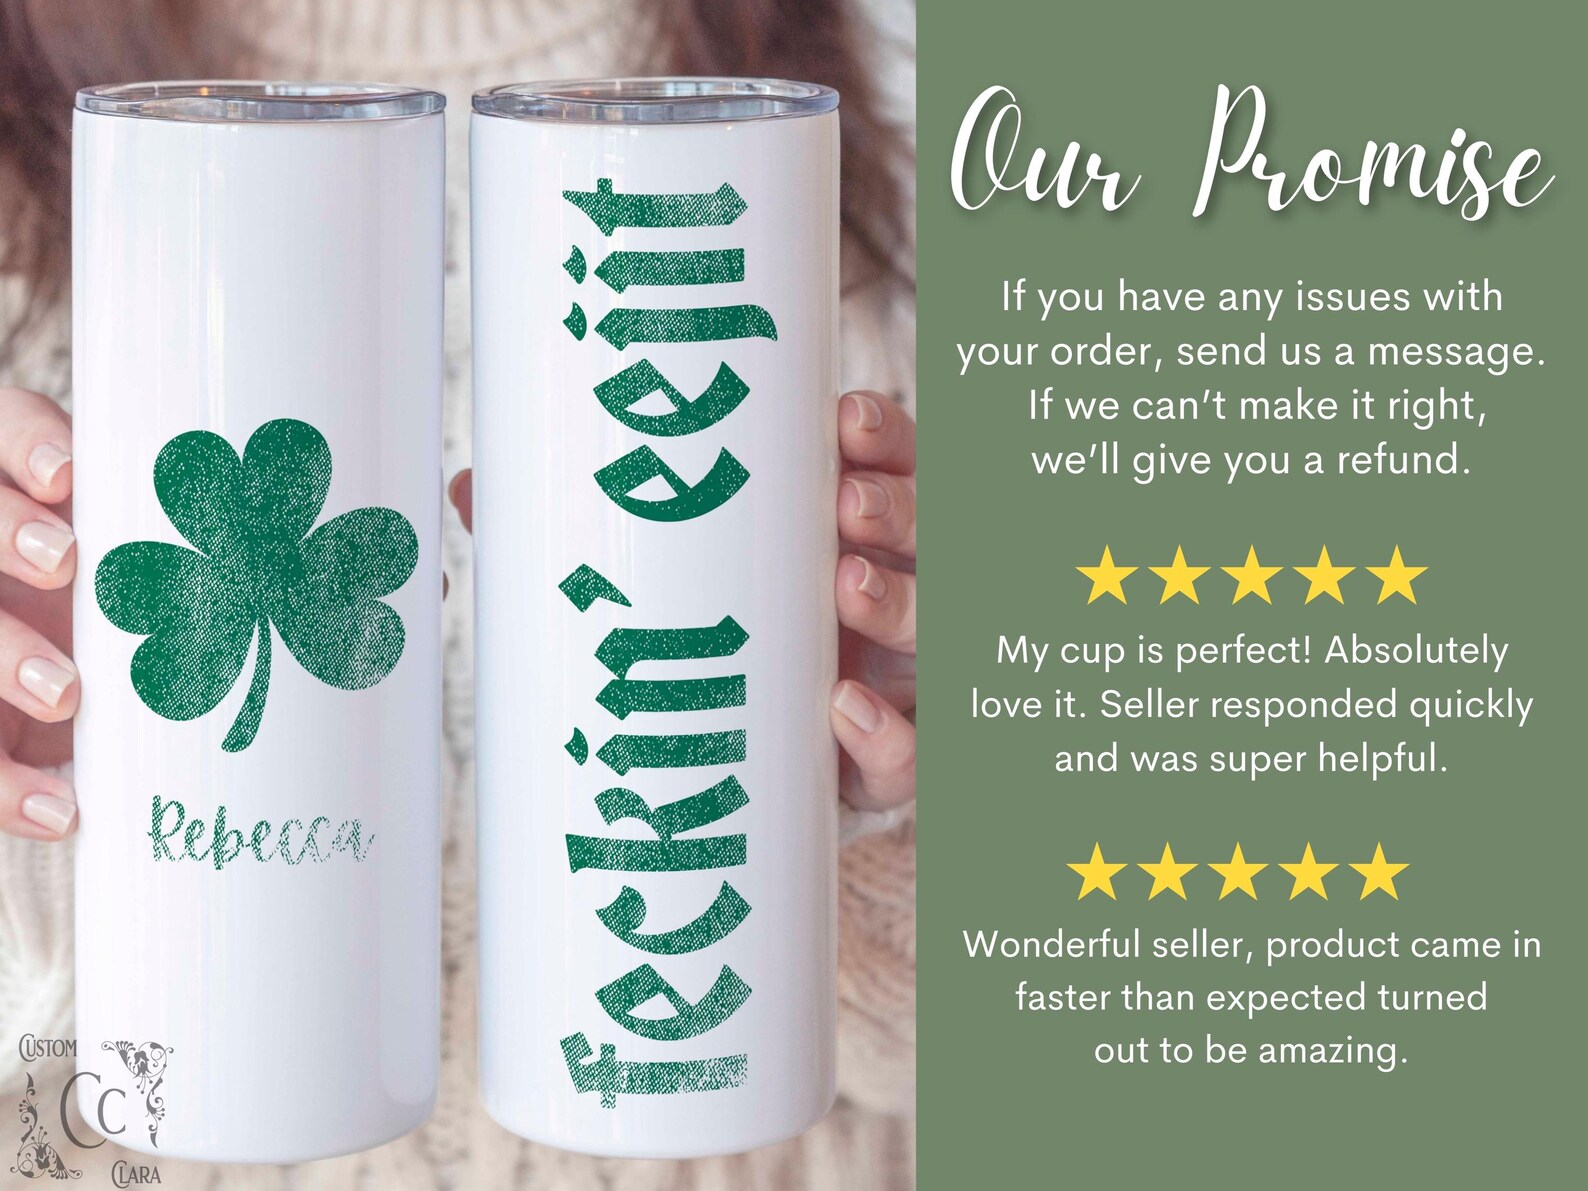 Rebecca
feckin' eejit
Custom
Cc
Clara
Our Promise
If you have any issues with
your order, send us a message.
If we can’t make it right,
we’ll give you a refund.
My cup is perfect! Absolutely
love it. Seller responded quickly
and was super helpful.
Wonderful seller, product came in
faster than expected turned
out to be amazing.